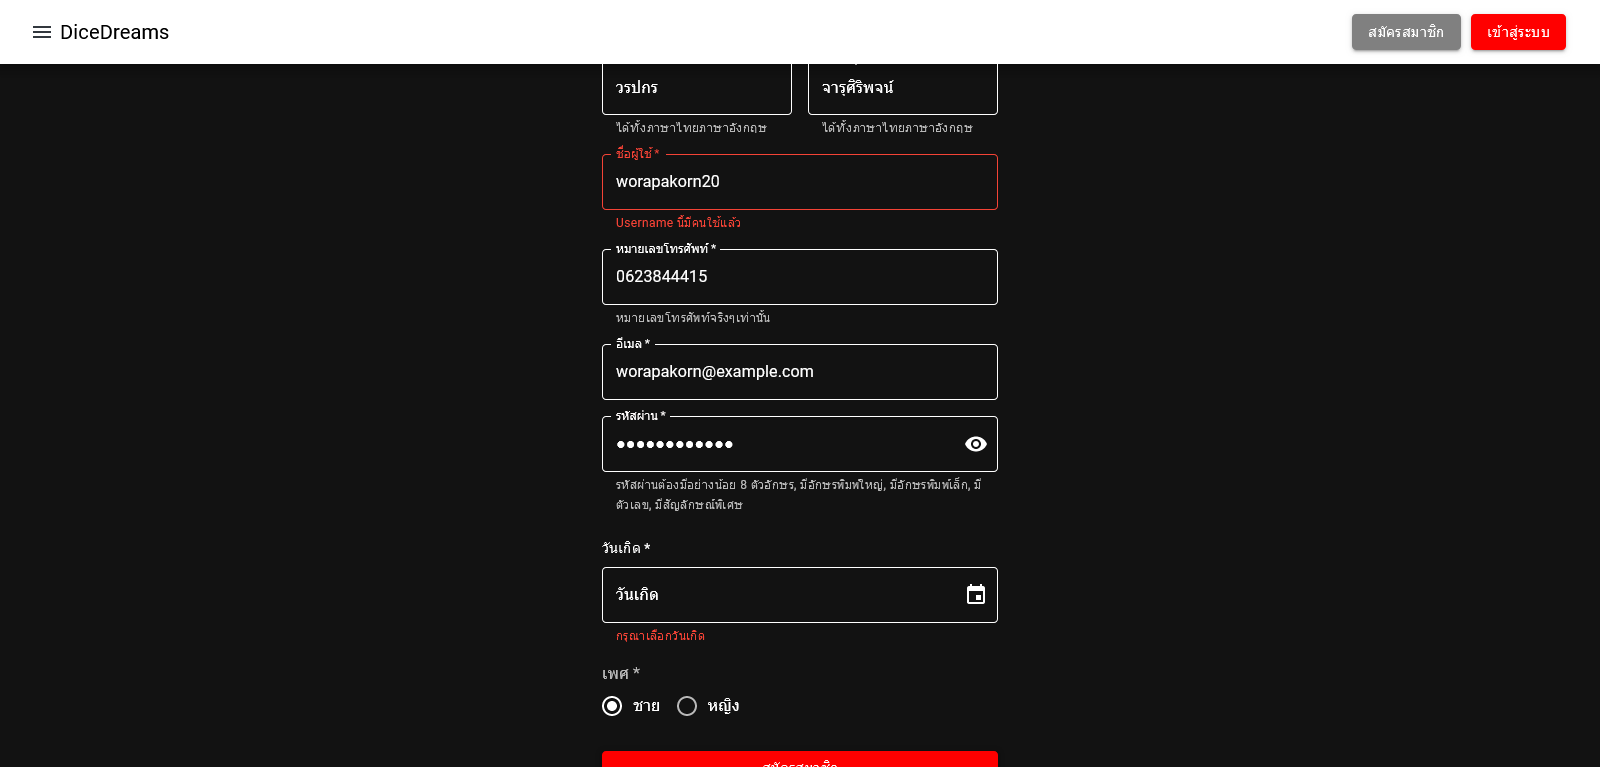 DiceDreams
สมัครสมาชิก
เข้าสู่ระบบ
วรปกร
จารุศิริพจน์
ได้ทั้งภาษาไทยภาษาอังกฤษ
ได้ทั้งภาษาไทยภาษาอังกฤษ
ชื่อผู้ใช้ *
worapakorn20
Username นี้มีคนใช้แล้ว
หมายเลขโทรศัพท์ *
0623844415
หมายเลขโทรศัพท์จริงๆเท่านั้น
อีเมล *
worapakorn@example.com
รหัสผ่าน *
••••••••••••
รหัสผ่านต้องมีอย่างน้อย 8 ตัวอักษร, มีอักษรพิมพ์ใหญ่, มีอักษรพิมพ์เล็ก, มี
ตัวเลข, มีสัญลักษณ์พิเศษ
วันเกิด *
วันเกิด
กรุณาเลือกวันเกิด
เพศ *
ชาย
หญิง
สมัครสมาชิก